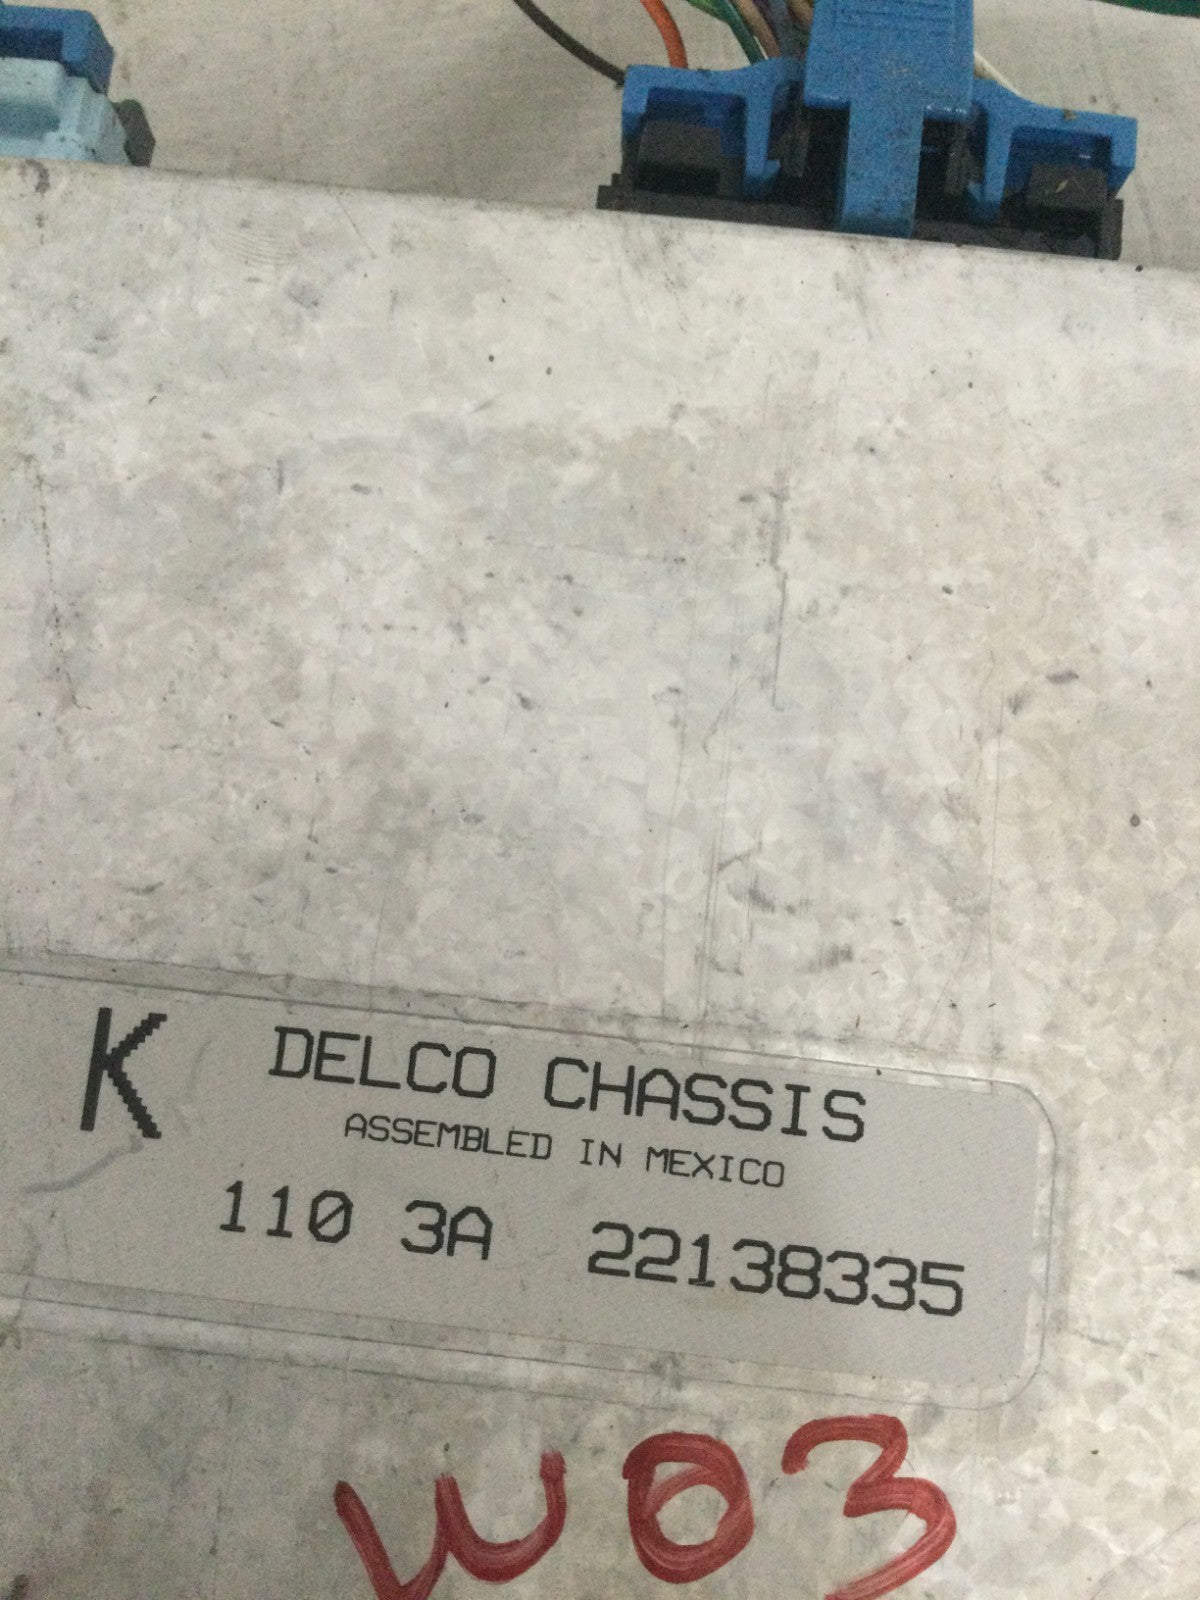 K
DELCO CHASSIS
ASSEMBLED IN MEXICO
110 3A 22138335
W03